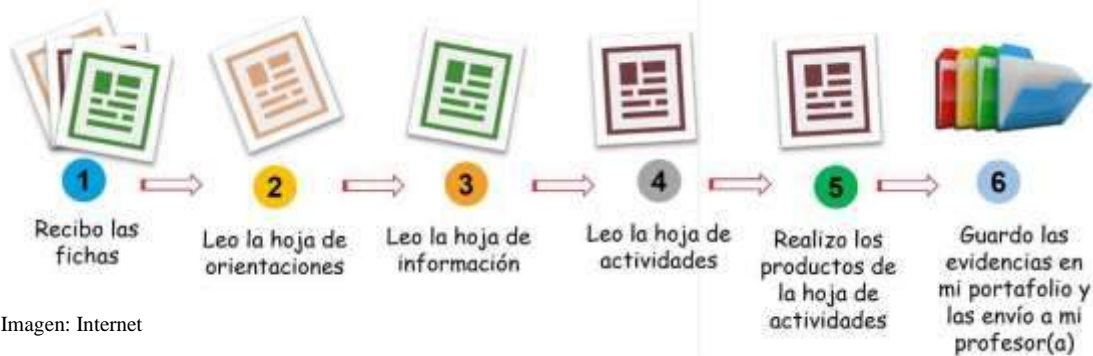 1
Recibo las
fichas
2
Leo la hoja de
orientaciones
3
Leo la hoja de
información
4
Leo la hoja de
actividades
5
Realizo los
productos de
la hoja de
actividades
6
Guardo las
evidencias en
mi portafolio y
las envío a mi
profesor(a)
Imagen: Internet